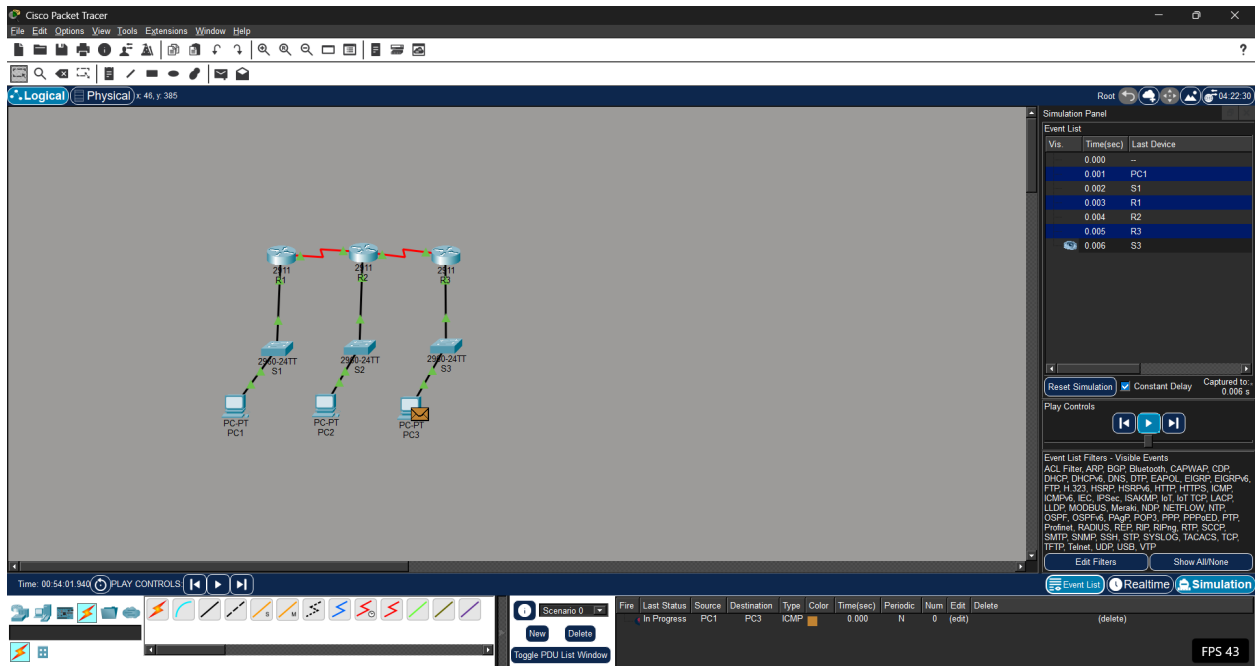 Cisco Packet Tracer
File Edit Options View Tools Extensions Window Help
?
Logical Physical x: 46, y: 385
Root 04:22:30
Simulation Panel
Event List
Vis. Time(sec) Last Device
0.000 --
0.001 PC1
0.002 S1
0.003 R1
0.004 R2
0.005 R3
0.006 S3
2911
R1
2911
R2
2911
R3
2960-24TT
S1
2960-24TT
S2
2960-24TT
S3
PC-PT
PC1
PC-PT
PC2
PC-PT
PC3
Reset Simulation Constant Delay Captured to:
0.006 s
Play Controls
Event List Filters - Visible Events
ACL Filter, ARP, BGP, Bluetooth, CAPWAP, CDP,
DHCP, DHCPv6, DNS, DTP, EAPOL, EIGRP, EIGRPv6,
FTP, H.323, HSRP, HSRPv6, HTTP, HTTPS, ICMP,
ICMPv6, IEC, IPSec, ISAKMP, IoT, IoT TCP, LACP,
LLDP, MODBUS, Meraki, NDP, NETFLOW, NTP,
OSPF, OSPFv6, PAgP, POP3, PPP, PPPoED, PTP,
Profinet, RADIUS, REP, RIP, RIPng, RTP, SCCP,
SMTP, SNMP, SSH, STP, SYSLOG, TACACS, TCP,
TFTP, Telnet, UDP, USB, VTP
Edit Filters Show All/None
Time: 00:54:01.940 PLAY CONTROLS:
Event List Realtime Simulation
Scenario 0
New Delete
Toggle PDU List Window
Fire Last Status Source Destination Type Color Time(sec) Periodic Num Edit Delete
In Progress PC1 PC3 ICMP 0.000 N 0 (edit) (delete)
FPS 43